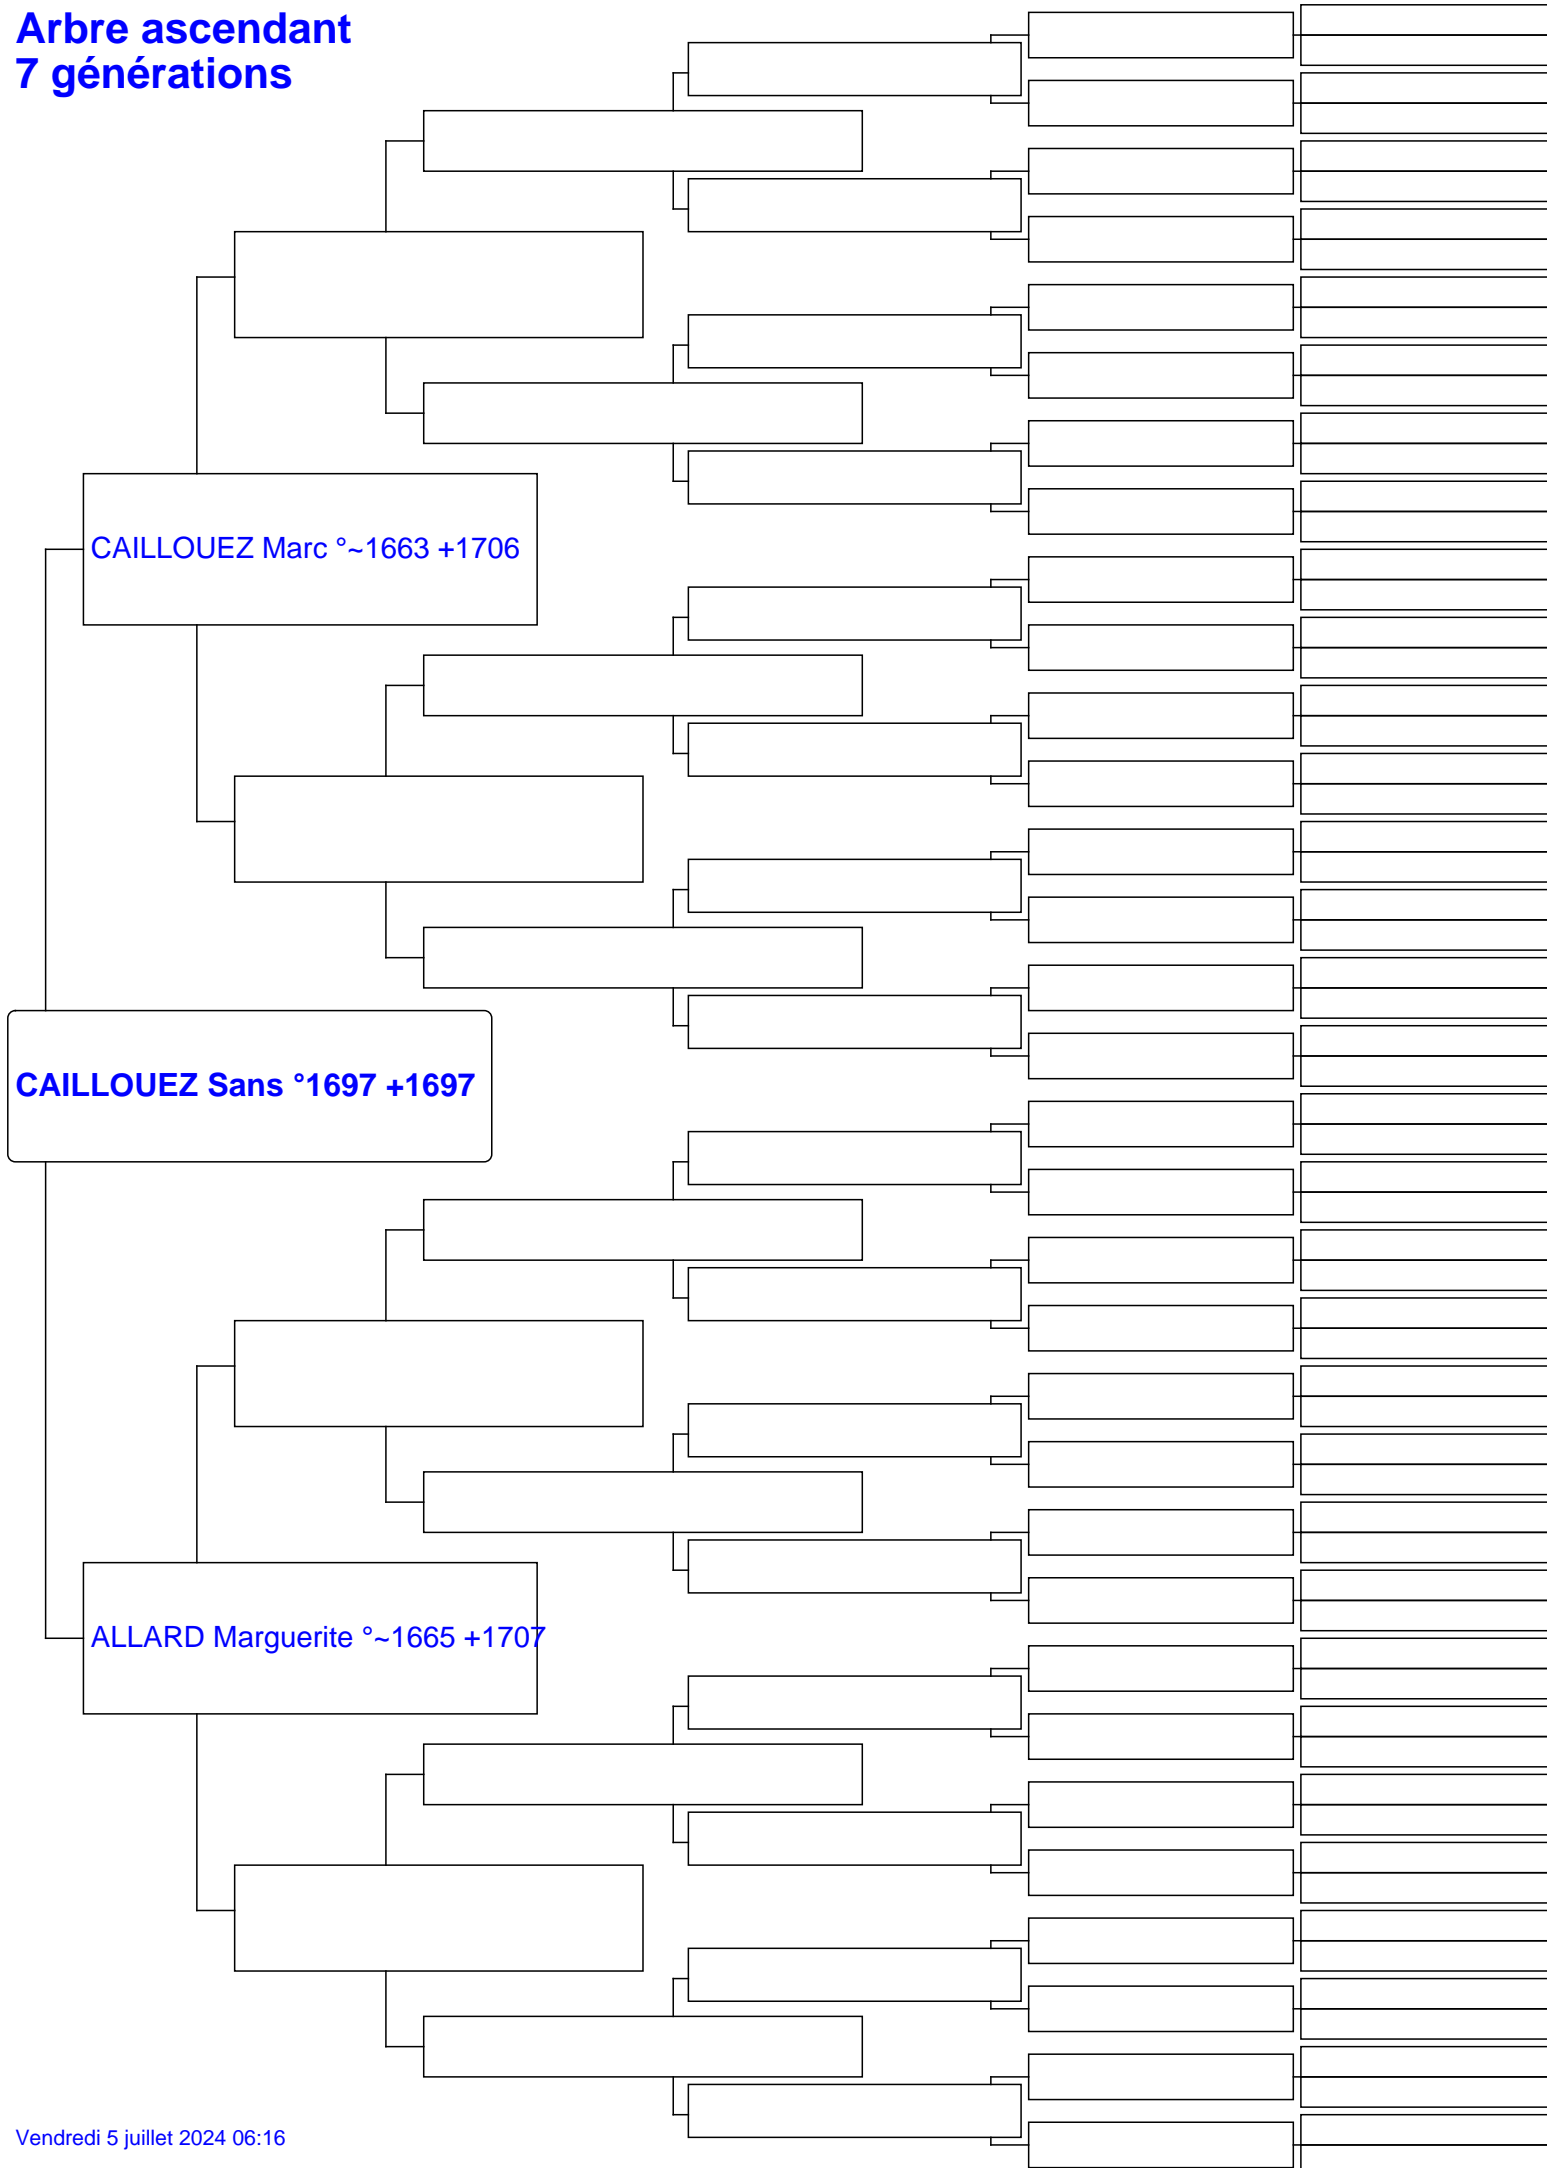 Arbre ascendant
7 générations
CAILLOUEZ Marc °~1663 +1706
CAILLOUEZ Sans °1697 +1697
ALLARD Marguerite °~1665 +1707
Vendredi 5 juillet 2024 06:16